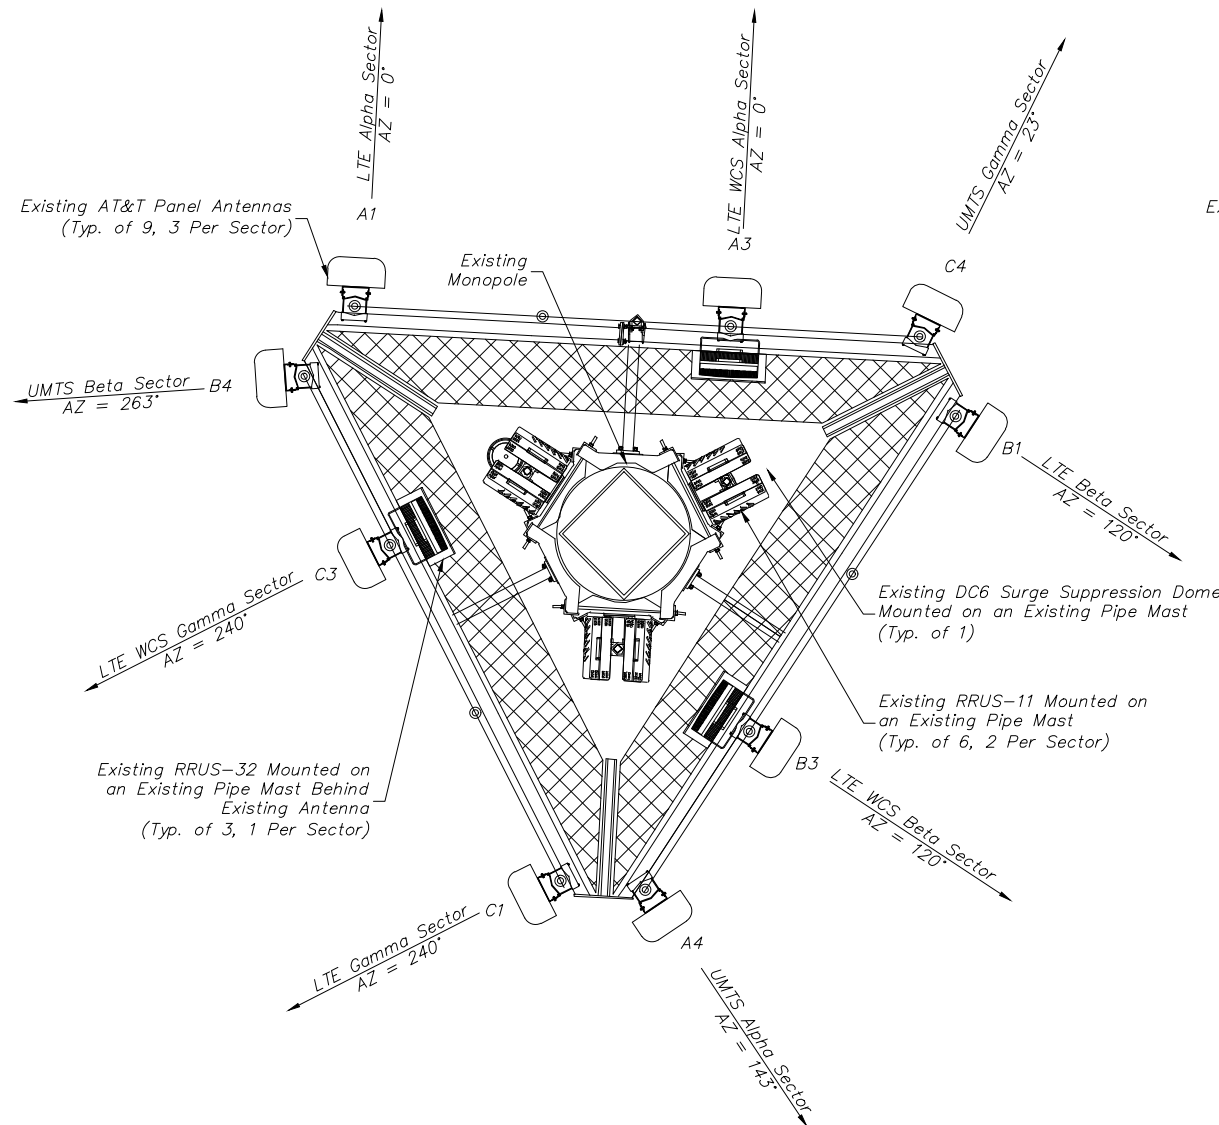 LTE Alpha Sector
AZ = 0°
A1
LTE WCS Alpha Sector
AZ = 0°
A3
UMTS Gamma Sector
AZ = 23°
C4
Existing AT&T Panel Antennas
(Typ. of 9, 3 Per Sector)
Existing
Monopole
UMTS Beta Sector
AZ = 263°
B4
B1
LTE Beta Sector
AZ = 120°
C3
LTE WCS Gamma Sector
AZ = 240°
Existing DC6 Surge Suppression Dome
Mounted on an Existing Pipe Mast
(Typ. of 1)
Existing RRUS-11 Mounted on
an Existing Pipe Mast
(Typ. of 6, 2 Per Sector)
B3
LTE WCS Beta Sector
AZ = 120°
Existing RRUS-32 Mounted on
an Existing Pipe Mast Behind
Existing Antenna
(Typ. of 3, 1 Per Sector)
C1
LTE Gamma Sector
AZ = 240°
A4
UMTS Alpha Sector
AZ = 143°